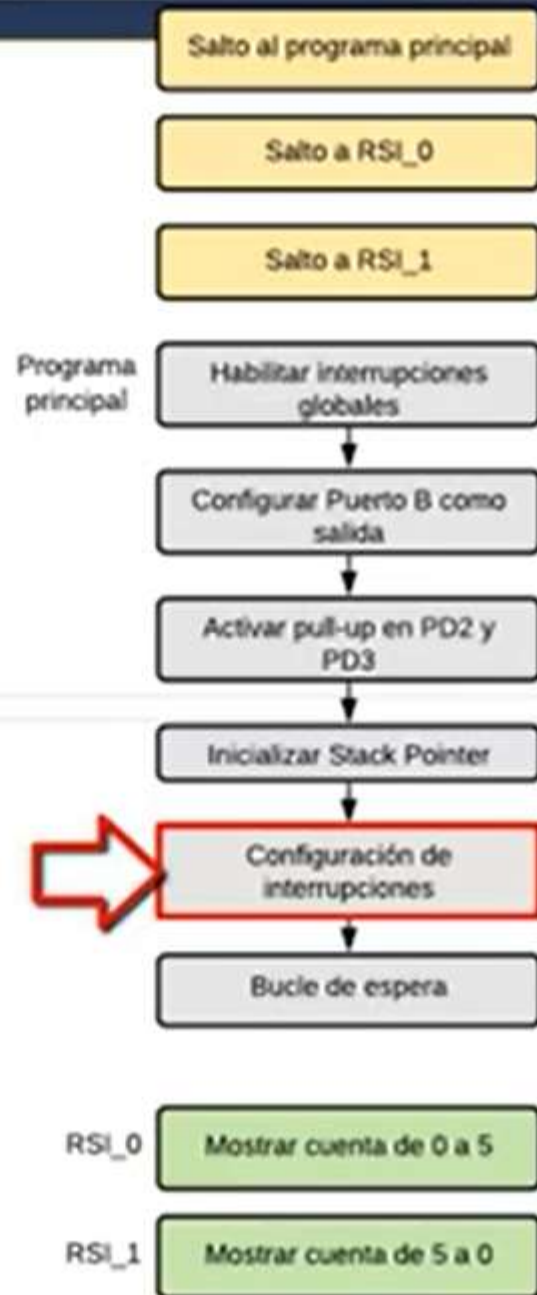 Salto al programa principal
Salto a RSI_0
Salto a RSI_1
Programa
principal
Habilitar interrupciones
globales
Configurar Puerto B como
salida
Activar pull-up en PD2 y
PD3
Inicializar Stack Pointer
Configuración de
interrupciones
Bucle de espera
RSI_0
Mostrar cuenta de 0 a 5
RSI_1
Mostrar cuenta de 5 a 0